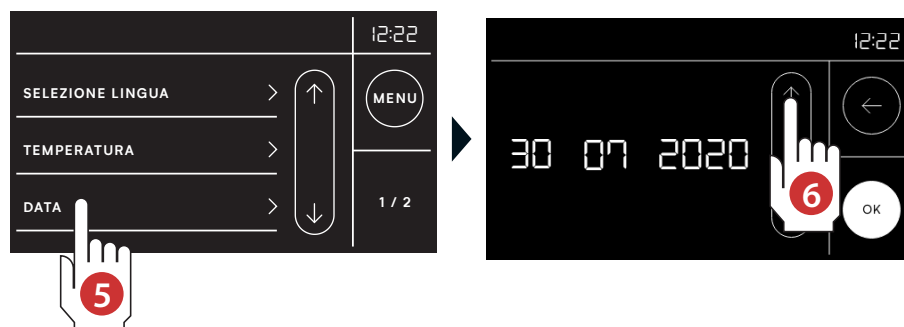 12:22
SELEZIONE LINGUA
MENU
TEMPERATURA
DATA
1 / 2
5
12:22
30 07 2020
6
OK